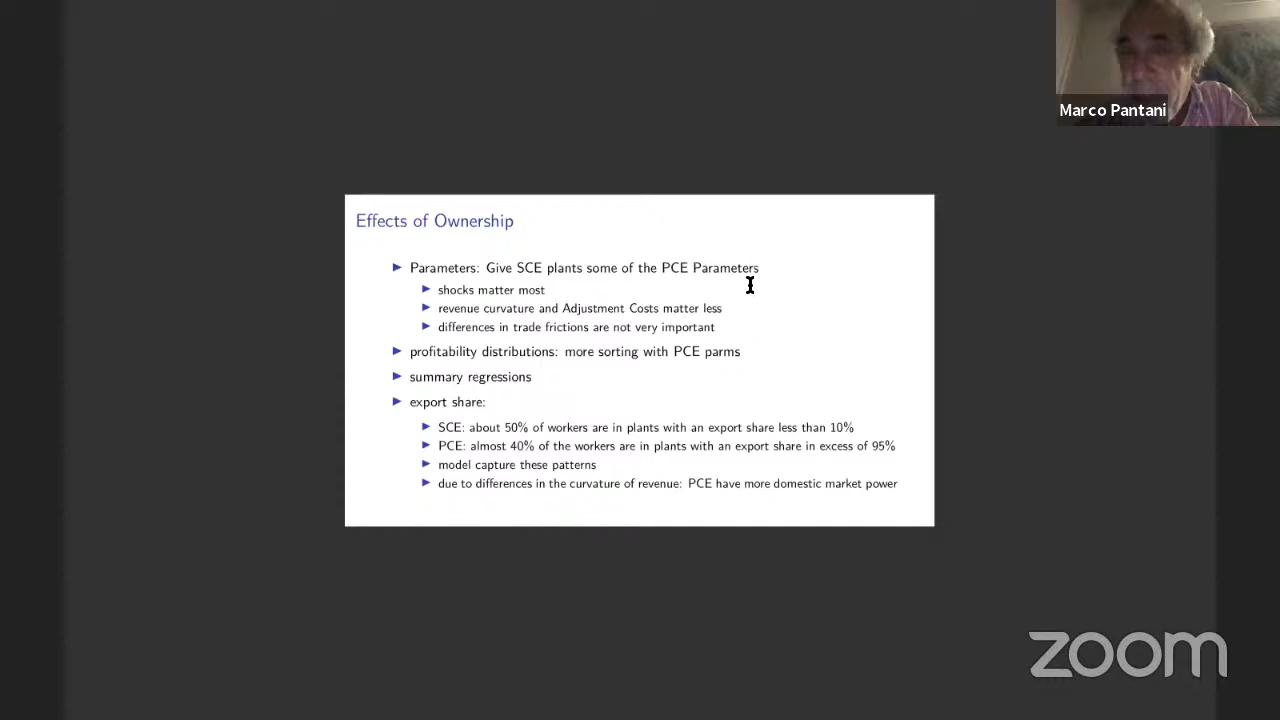 Marco Pantani
Effects of Ownership
Parameters: Give SCE plants some of the PCE Parameters
shocks matter most
revenue curvature and Adjustment Costs matter less
differences in trade frictions are not very important
profitability distributions: more sorting with PCE parms
summary regressions
export share:
SCE: about 50% of workers are in plants with an export share less than 10%
PCE: almost 40% of the workers are in plants with an export share in excess of 95%
model capture these patterns
due to differences in the curvature of revenue: PCE have more domestic market power
zoom